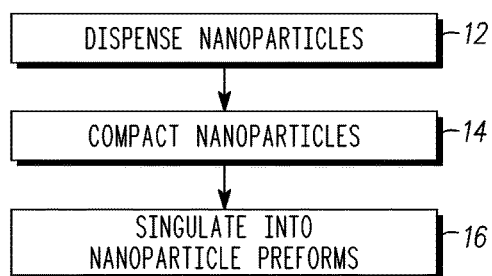 DISPENSE NANOPARTICLES 12
COMPACT NANOPARTICLES 14
SINGULATE INTO
NANOPARTICLE PREFORMS 16